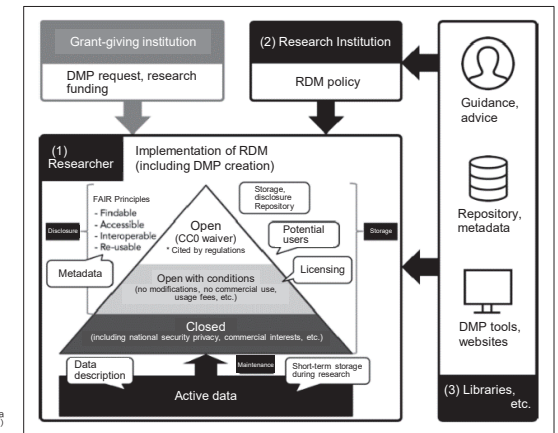 Grant-giving institution
DMP request, research
funding
(2) Research Institution
RDM policy
Guidance,
advice
Repository,
metadata
DMP tools,
websites
(3) Libraries,
etc.
(1)
Researcher
Implementation of RDM
(including DMP creation)
FAIR Principles
- Findable
- Accessible
- Interoperable
- Re-usable
Disclosure
Metadata
Storage,
disclosure
Repository
Open
(CC0 waiver)
* Cited by regulations
Potential
users
Storage
Licensing
Open with conditions
(no modifications, no commercial use,
usage fees, etc.)
Closed
(including national security privacy, commercial interests, etc.)
Data
description
Maintenance
Short-term storage
during research
Active data